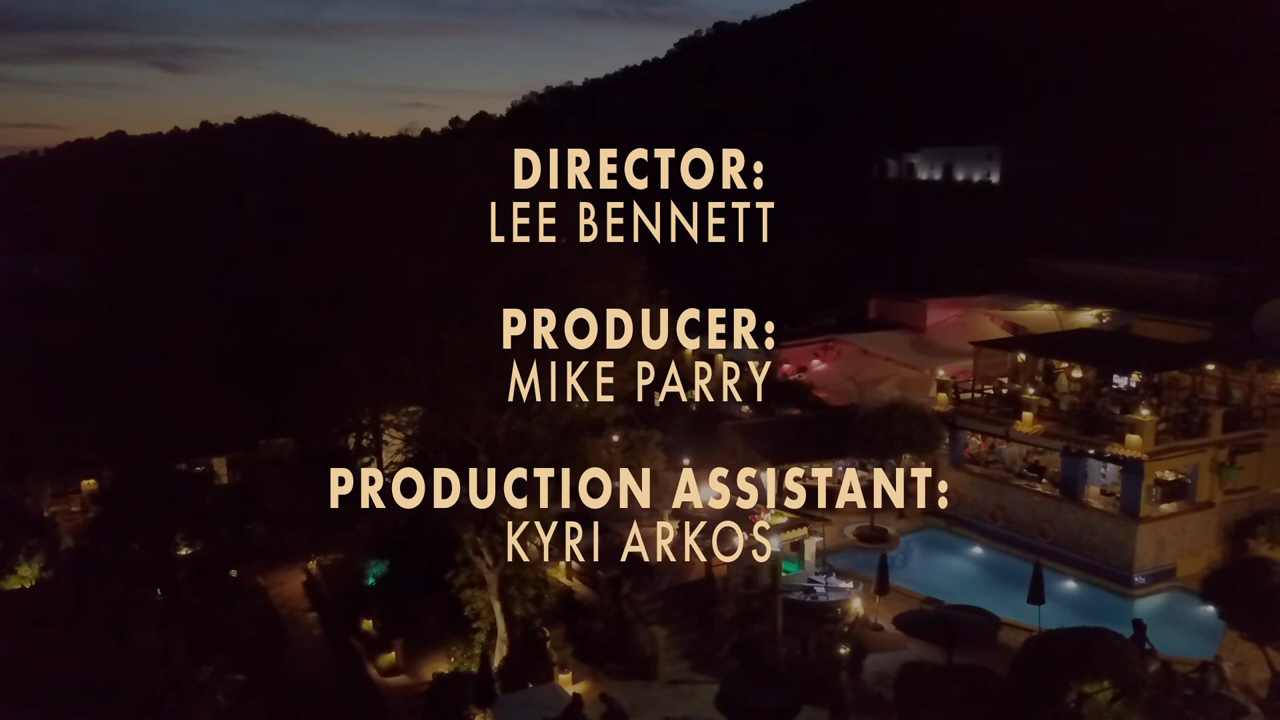 DIRECTOR:
LEE BENNETT
PRODUCER:
MIKE PARRY
PRODUCTION ASSISTANT:
KYRI ARKOS